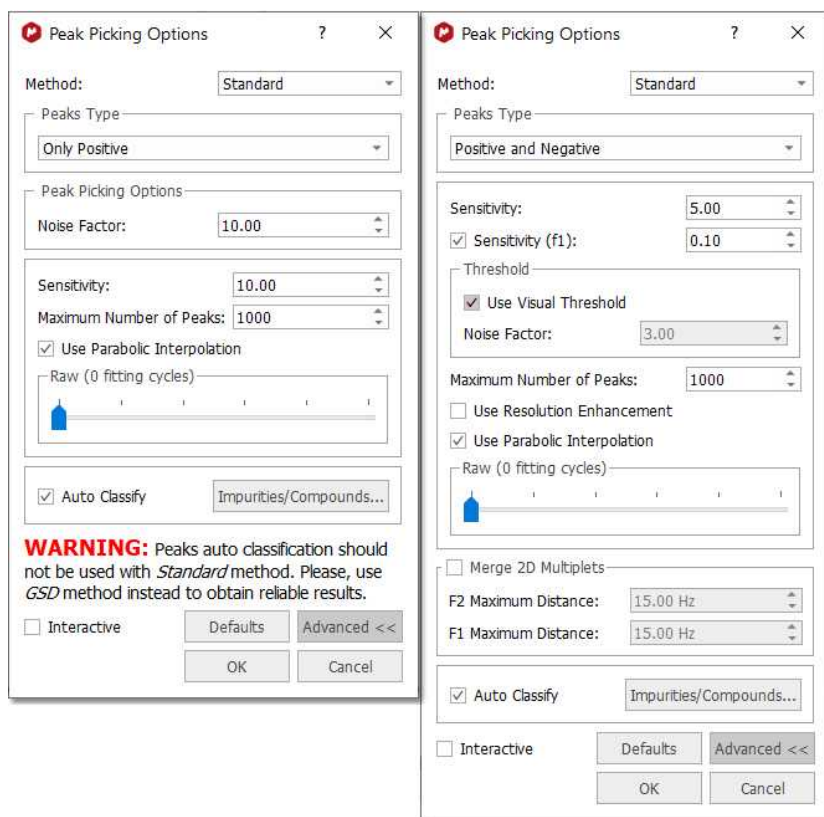 Peak Picking Options ? ×
Method: Standard
Peaks Type
Only Positive
Peak Picking Options
Noise Factor: 10.00
Sensitivity: 10.00
Maximum Number of Peaks: 1000
Use Parabolic Interpolation
Raw (0 fitting cycles)
Auto Classify Impurities/Compounds...
WARNING: Peaks auto classification should
not be used with Standard method. Please, use
GSD method instead to obtain reliable results.
Interactive Defaults Advanced <<
OK Cancel
Peak Picking Options ? ×
Method: Standard
Peaks Type
Positive and Negative
Sensitivity: 5.00
Sensitivity (f1): 0.10
Threshold
Use Visual Threshold
Noise Factor: 3.00
Maximum Number of Peaks: 1000
Use Resolution Enhancement
Use Parabolic Interpolation
Raw (0 fitting cycles)
Merge 2D Multiplets
F2 Maximum Distance: 15.00 Hz
F1 Maximum Distance: 15.00 Hz
Auto Classify Impurities/Compounds...
Interactive Defaults Advanced <<
OK Cancel